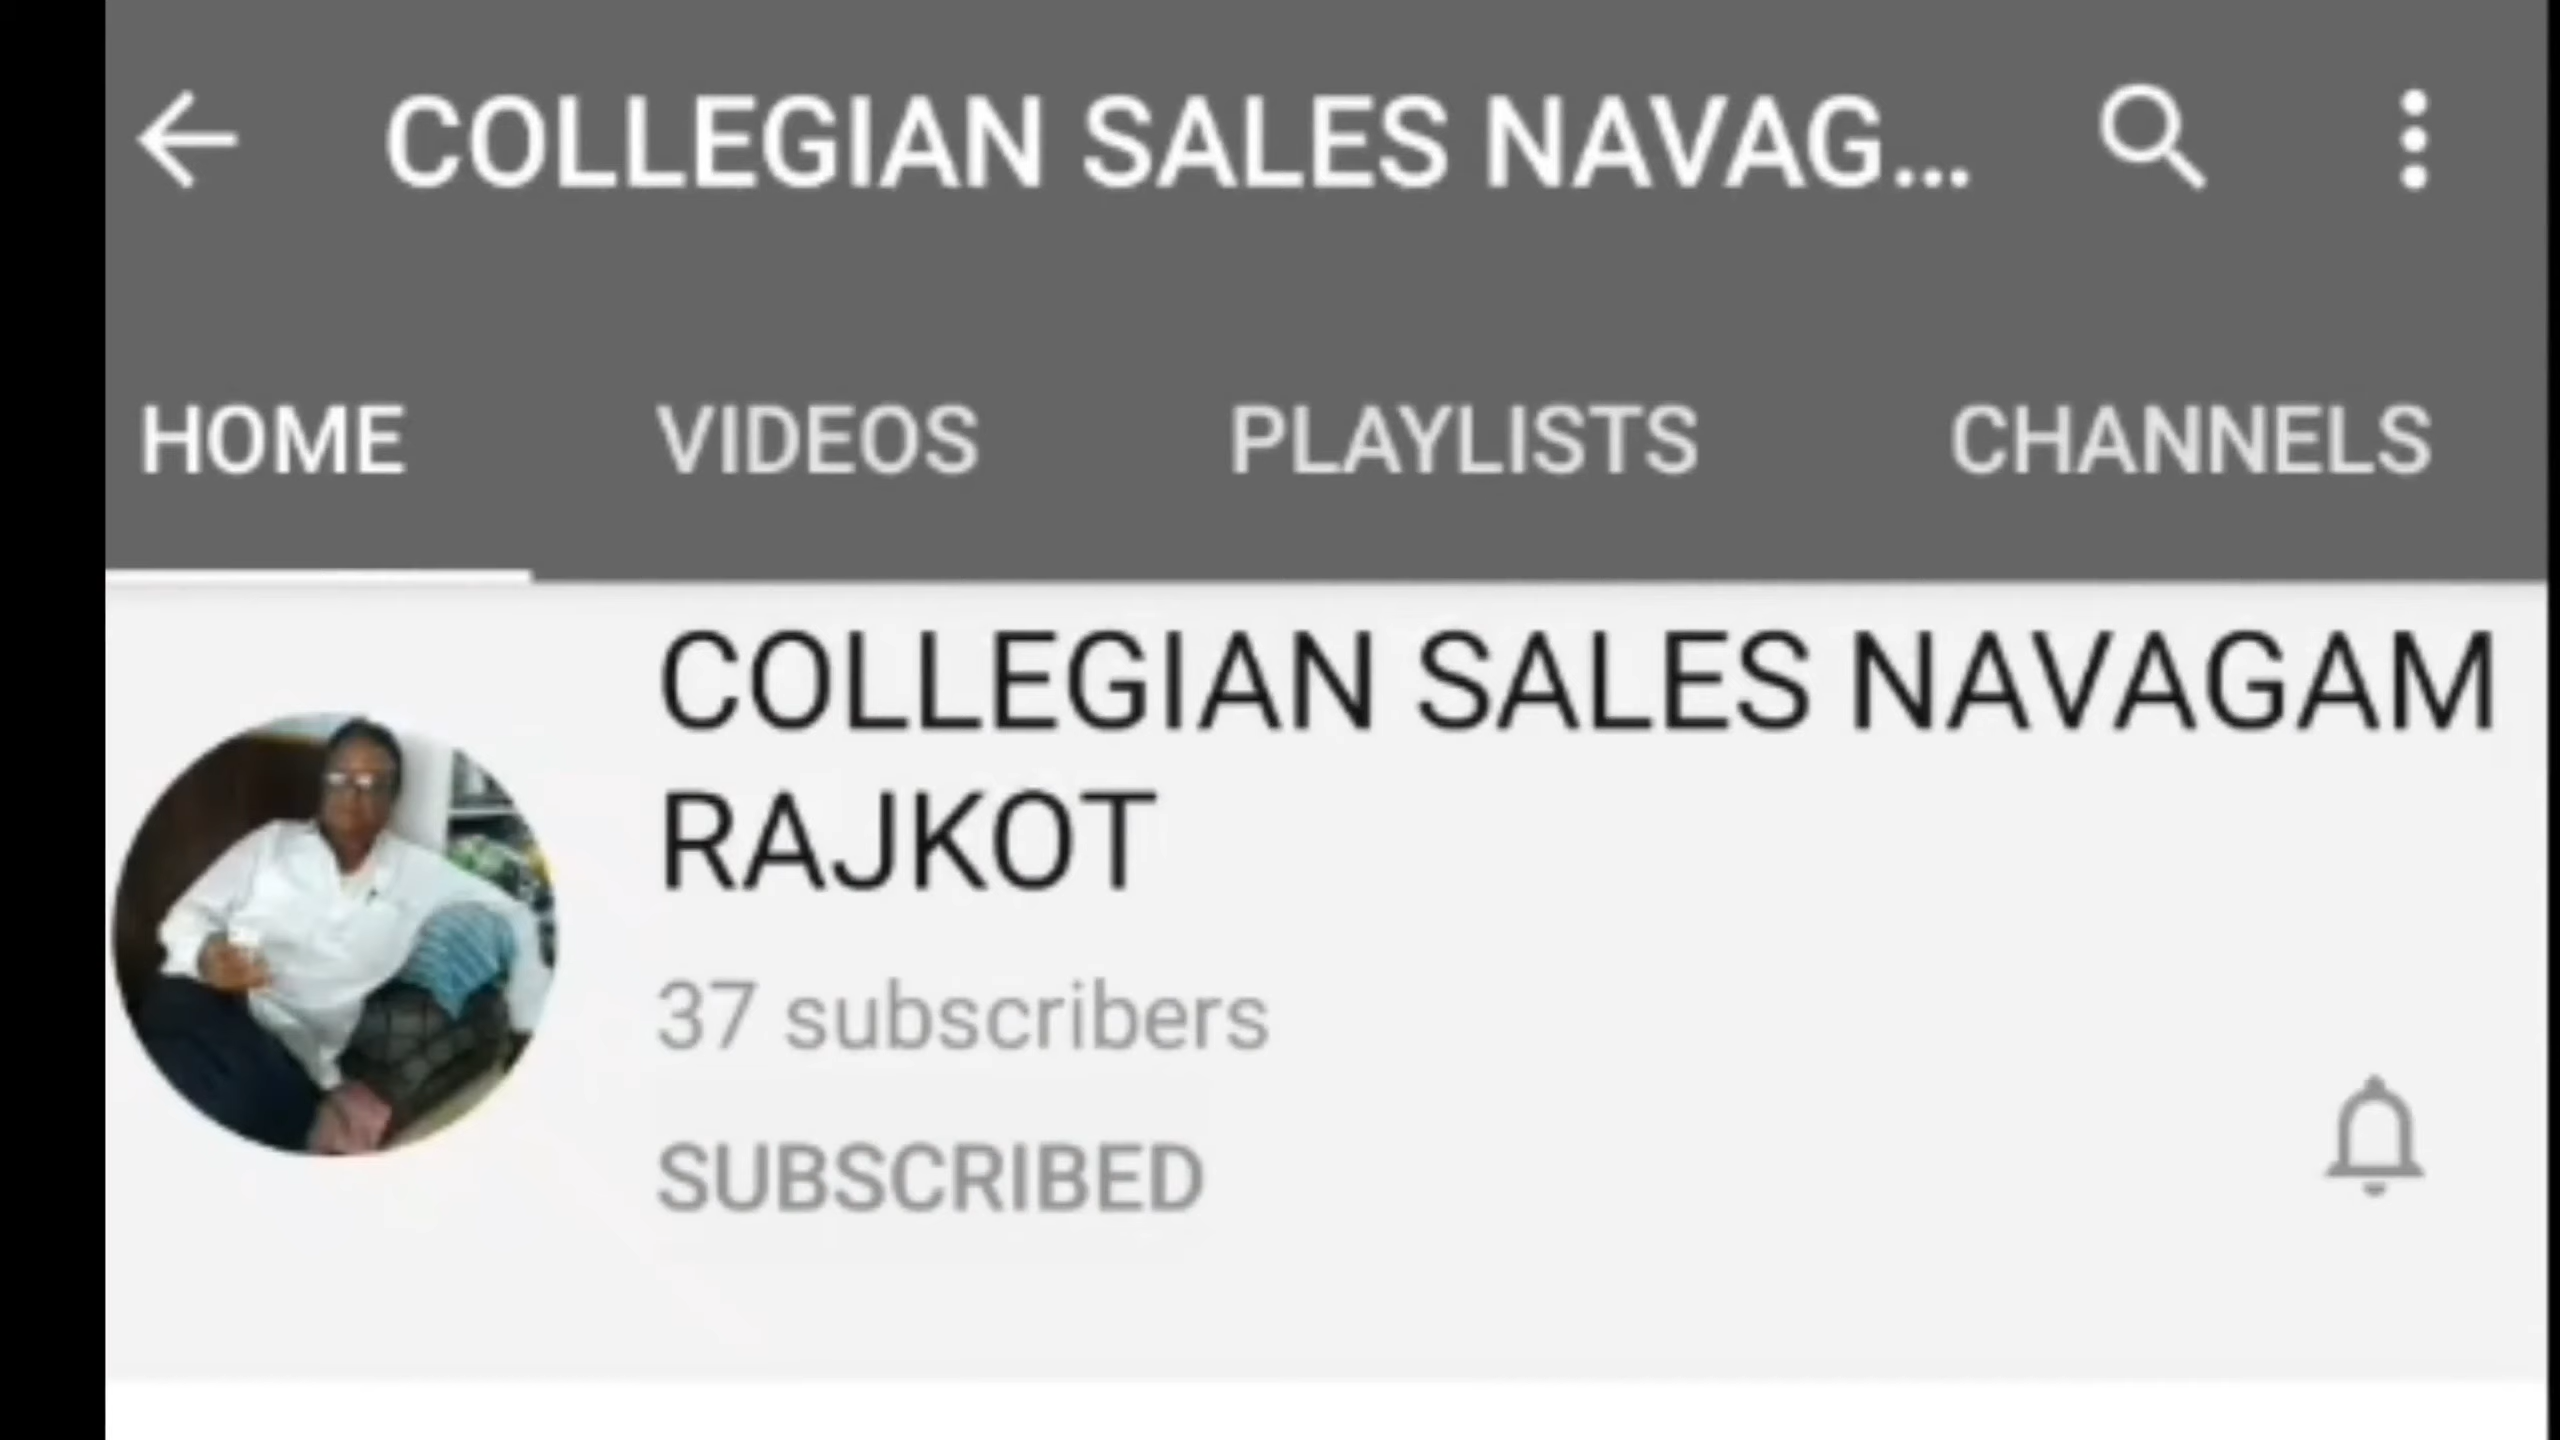 COLLEGIAN SALES NAVAG...
HOME VIDEOS PLAYLISTS CHANNELS
COLLEGIAN SALES NAVAGAM
RAJKOT
37 subscribers
SUBSCRIBED